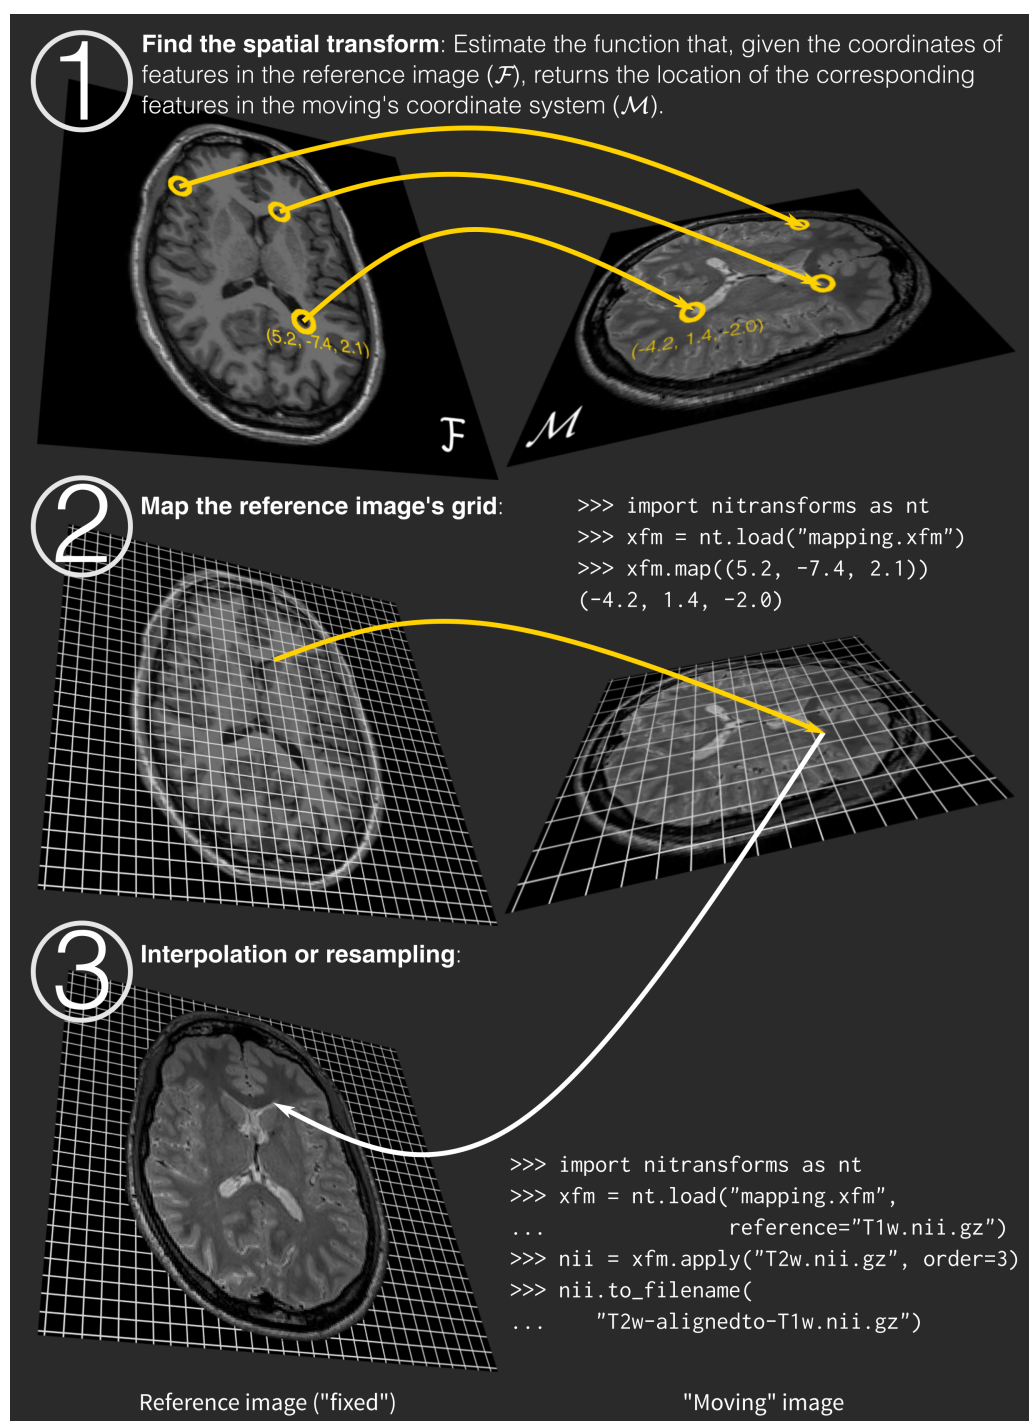 1
Find the spatial transform: Estimate the function that, given the coordinates of
features in the reference image (ℱ), returns the location of the corresponding
features in the moving's coordinate system (ℳ).
(5.2, -7.4, 2.1)
(-4.2, 1.4, -2.0)
ℱ
ℳ
2
Map the reference image's grid:
>>> import nitransforms as nt
>>> xfm = nt.load("mapping.xfm")
>>> xfm.map((5.2, -7.4, 2.1))
(-4.2, 1.4, -2.0)
3
Interpolation or resampling:
>>> import nitransforms as nt
>>> xfm = nt.load("mapping.xfm",
...               reference="T1w.nii.gz")
>>> nii = xfm.apply("T2w.nii.gz", order=3)
>>> nii.to_filename(
...     "T2w-alignedto-T1w.nii.gz")
Reference image ("fixed")
"Moving" image